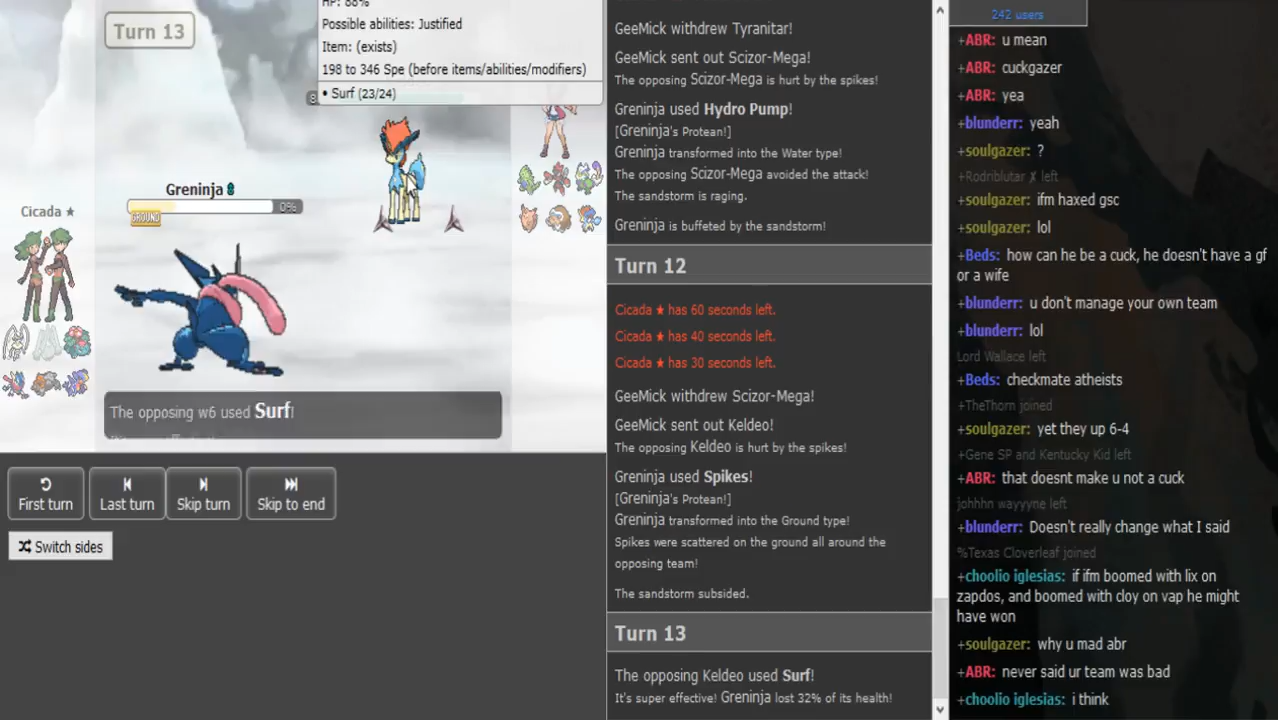 Turn 13
HP: 88%
Possible abilities: Justified
Item: (exists)
198 to 346 Spe (before items/abilities/modifiers)
• Surf (23/24)
Cicada ★
Greninja
0%
GROUND
The opposing w6 used Surf!
First turn
Last turn
Skip turn
Skip to end
Switch sides
GeeMick withdrew Tyranitar!
GeeMick sent out Scizor-Mega!
The opposing Scizor-Mega is hurt by the spikes!
Greninja used Hydro Pump!
[Greninja's Protean!]
Greninja transformed into the Water type!
The opposing Scizor-Mega avoided the attack!
The sandstorm is raging.
Greninja is buffeted by the sandstorm!
Turn 12
Cicada ★ has 60 seconds left.
Cicada ★ has 40 seconds left.
Cicada ★ has 30 seconds left.
GeeMick withdrew Scizor-Mega!
GeeMick sent out Keldeo!
The opposing Keldeo is hurt by the spikes!
Greninja used Spikes!
[Greninja's Protean!]
Greninja transformed into the Ground type!
Spikes were scattered on the ground all around the
opposing team!
The sandstorm subsided.
Turn 13
The opposing Keldeo used Surf!
It's super effective! Greninja lost 32% of its health!
242 users
+ABR: u mean
+ABR: cuckgazer
+ABR: yea
+blunderr: yeah
+soulgazer: ?
+Rodriblutar ✗ left
+soulgazer: ifm haxed gsc
+soulgazer: lol
+Beds: how can he be a cuck, he doesn't have a gf
or a wife
+blunderr: u don't manage your own team
+blunderr: lol
Lord Wallace left
+Beds: checkmate atheists
+TheThorn joined
+soulgazer: yet they up 6-4
+Gene SP and Kentucky Kid left
+ABR: that doesnt make u not a cuck
johhhn wayyyne left
+blunderr: Doesn't really change what I said
%Texas Cloverleaf joined
+choolio iglesias: if ifm boomed with lix on
zapdos, and boomed with cloy on vap he might
have won
+soulgazer: why u mad abr
+ABR: never said ur team was bad
+choolio iglesias: i think